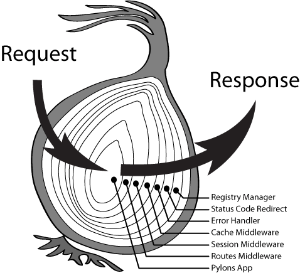 Request
Response
Registry Manager
Status Code Redirect
Error Handler
Cache Middleware
Session Middleware
Routes Middleware
Pylons App